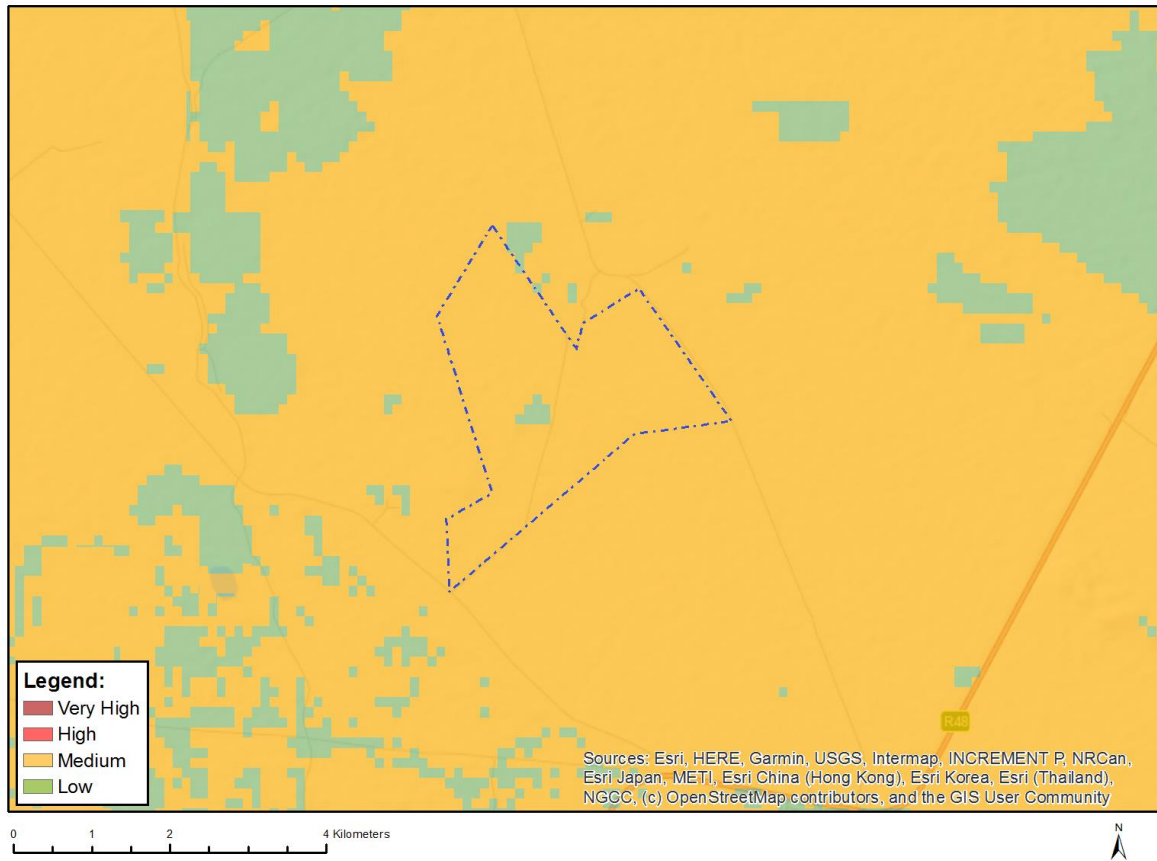 R48
Legend:
Very High
High
Medium
Low
Sources: Esri, HERE, Garmin, USGS, Intermap, INCREMENT P, NRCan,
Esri Japan, METI, Esri China (Hong Kong), Esri Korea, Esri (Thailand),
NGCC, (c) OpenStreetMap contributors, and the GIS User Community
0 1 2 4 Kilometers
N